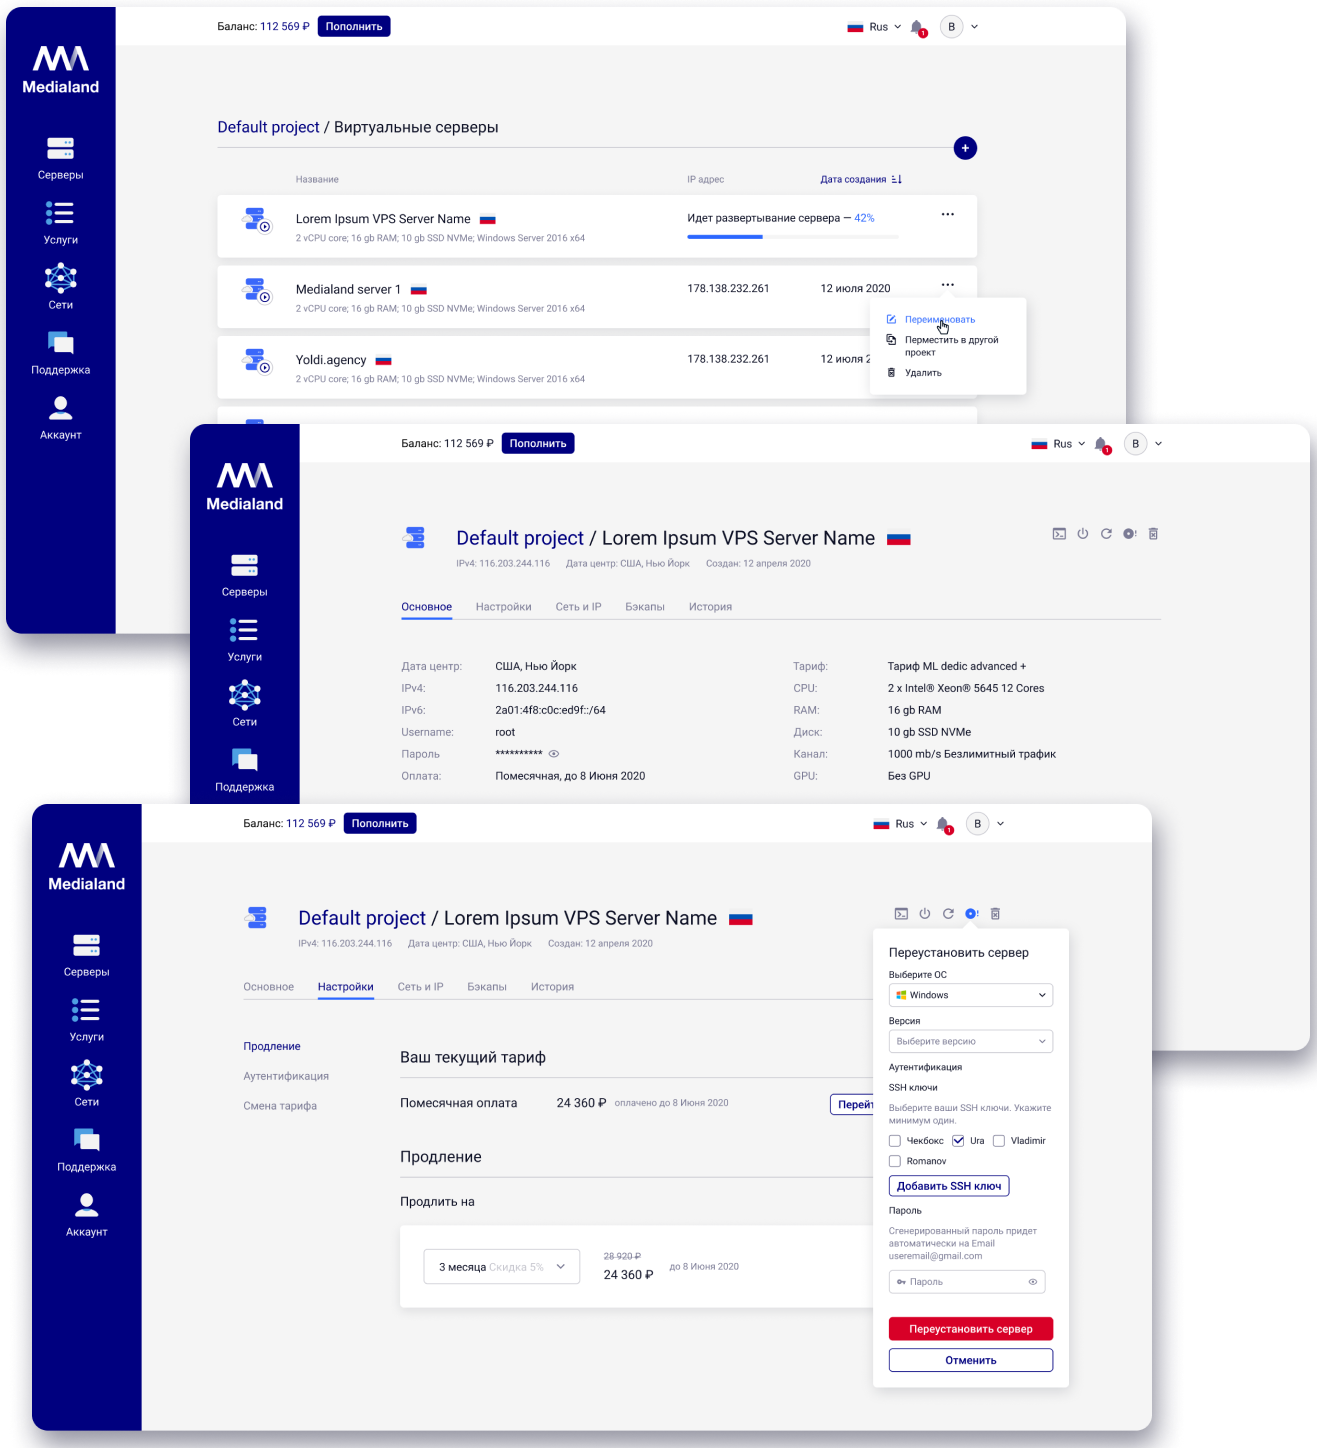 Medialand
Баланс: 112 569 ₽
Пополнить
Rus
1
B
Серверы
Услуги
Сети
Поддержка
Аккаунт
Default project / Виртуальные серверы
+
Название
IP адрес
Дата создания
Lorem Ipsum VPS Server Name
2 vCPU core; 16 gb RAM; 10 gb SSD NVMe; Windows Server 2016 x64
Идет развертывание сервера — 42%
Medialand server 1
2 vCPU core; 16 gb RAM; 10 gb SSD NVMe; Windows Server 2016 x64
178.138.232.261
12 июля 2020
Переименовать
Перместить в другой
проект
Удалить
Yoldi.agency
2 vCPU core; 16 gb RAM; 10 gb SSD NVMe; Windows Server 2016 x64
178.138.232.261
12 июля 2
Medialand
Баланс: 112 569 ₽
Пополнить
Rus
1
B
Серверы
Услуги
Сети
Поддержка
Default project / Lorem Ipsum VPS Server Name
IPv4: 116.203.244.116 Дата центр: США, Нью Йорк Создан: 12 апреля 2020
Основное Настройки Сеть и IP Бэкапы История
Дата центр: США, Нью Йорк
IPv4: 116.203.244.116
IPv6: 2a01:4f8:c0c:ed9f::/64
Username: root
Пароль **********
Оплата: Помесячная, до 8 Июня 2020
Тариф: Тариф ML dedic advanced +
CPU: 2 x Intel® Xeon® 5645 12 Cores
RAM: 16 gb RAM
Диск: 10 gb SSD NVMe
Канал: 1000 mb/s Безлимитный трафик
GPU: Без GPU
Medialand
Баланс: 112 569 ₽
Пополнить
Rus
1
B
Серверы
Услуги
Сети
Поддержка
Аккаунт
Default project / Lorem Ipsum VPS Server Name
IPv4: 116.203.244.116 Дата центр: США, Нью Йорк Создан: 12 апреля 2020
Основное Настройки Сеть и IP Бэкапы История
Продление
Аутентификация
Смена тарифа
Ваш текущий тариф
Помесячная оплата 24 360 ₽ оплачено до 8 Июня 2020
Перейт
Продление
Продлить на
3 месяца Скидка 5%
28 920 ₽
24 360 ₽
до 8 Июня 2020
Переустановить сервер
Выберите ОС
Windows
Версия
Выберите версию
Аутентификация
SSH ключи
Выберите ваши SSH ключи. Укажите
минимум один.
Чекбокс Ura Vladimir
Romanov
Добавить SSH ключ
Пароль
Сгенерированный пароль придет
автоматически на Email
useremail@gmail.com
Пароль
Переустановить сервер
Отменить